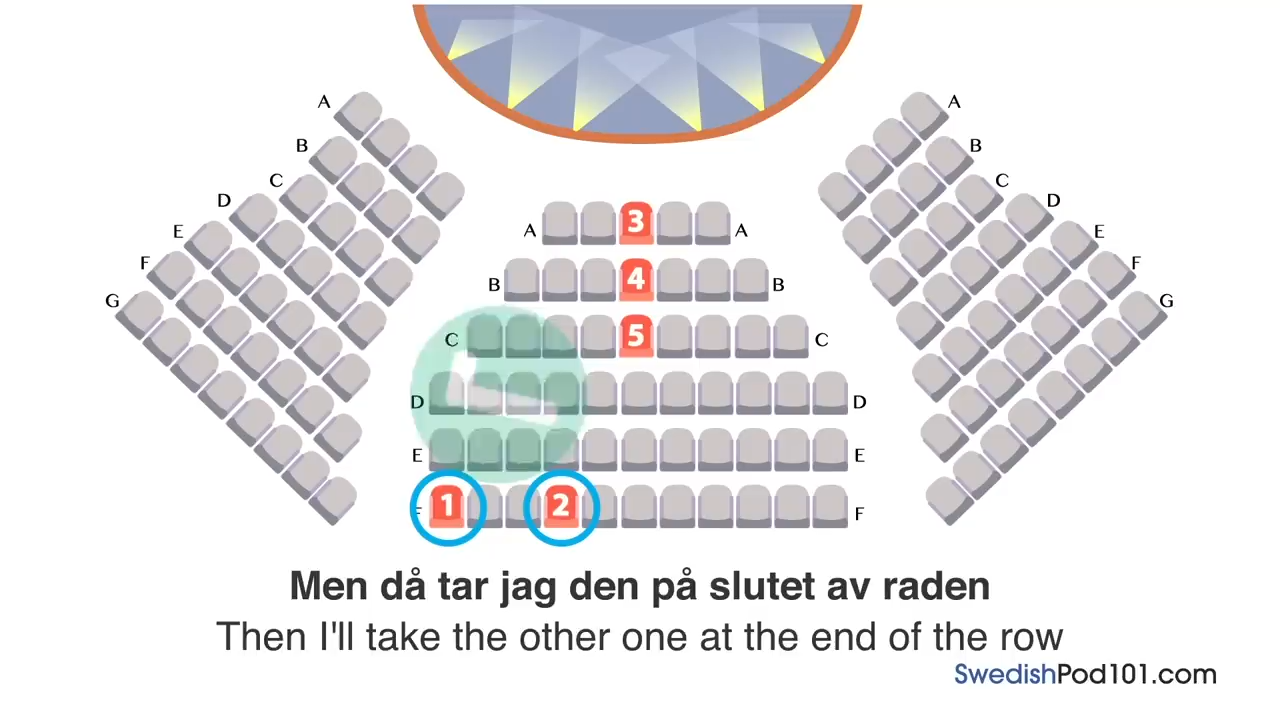 A
A
B
B
C
C
D
D
E
E
F
F
G
G
A
3
A
B
4
B
C
5
C
D
D
E
E
F
1
2
F
Men då tar jag den på slutet av raden
Then I'll take the other one at the end of the row
SwedishPod101.com